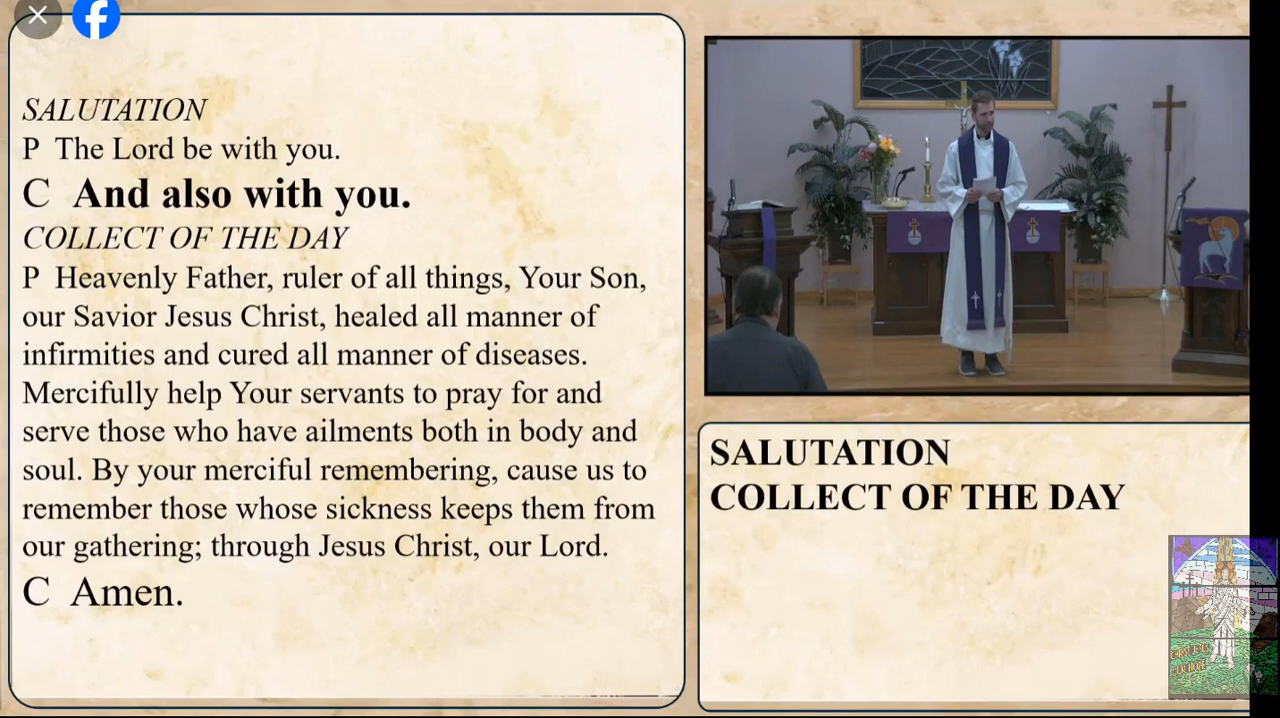 SALUTATION
P The Lord be with you.
C And also with you.
COLLECT OF THE DAY
P Heavenly Father, ruler of all things, Your Son,
our Savior Jesus Christ, healed all manner of
infirmities and cured all manner of diseases.
Mercifully help Your servants to pray for and
serve those who have ailments both in body and
soul. By your merciful remembering, cause us to
remember those whose sickness keeps them from
our gathering; through Jesus Christ, our Lord.
C Amen.
SALUTATION
COLLECT OF THE DAY